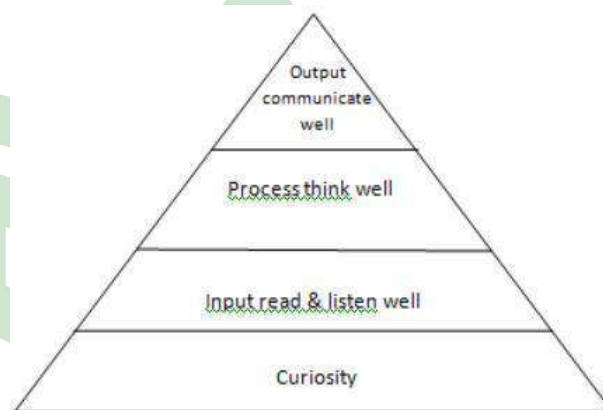 Output
communicate
well
Process think well
Input read & listen well
Curiosity